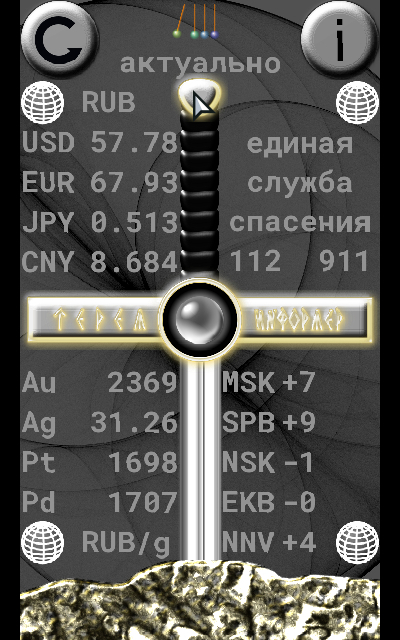 i
актуально
RUB
USD 57.78
EUR 67.93
JPY 0.513
CNY 8.684
единая
служба
спасения
112 911
ТЕРЕМ ИНФОРМЕР
Au 2369
Ag 31.26
Pt 1698
Pd 1707
RUB/g
MSK +7
SPB +9
NSK -1
EKB -0
NNV +4